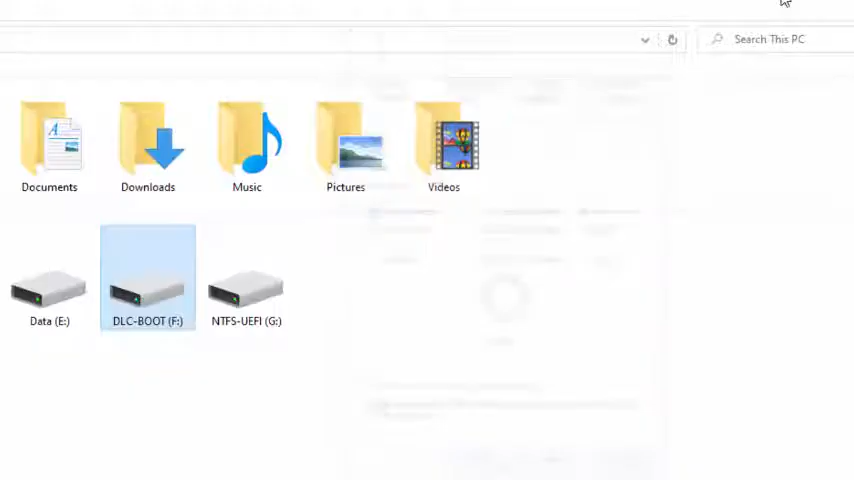 Search This PC
Documents
Downloads
Music
Pictures
Videos
Data (E:)
DLC-BOOT (F:)
NTFS-UEFI (G:)